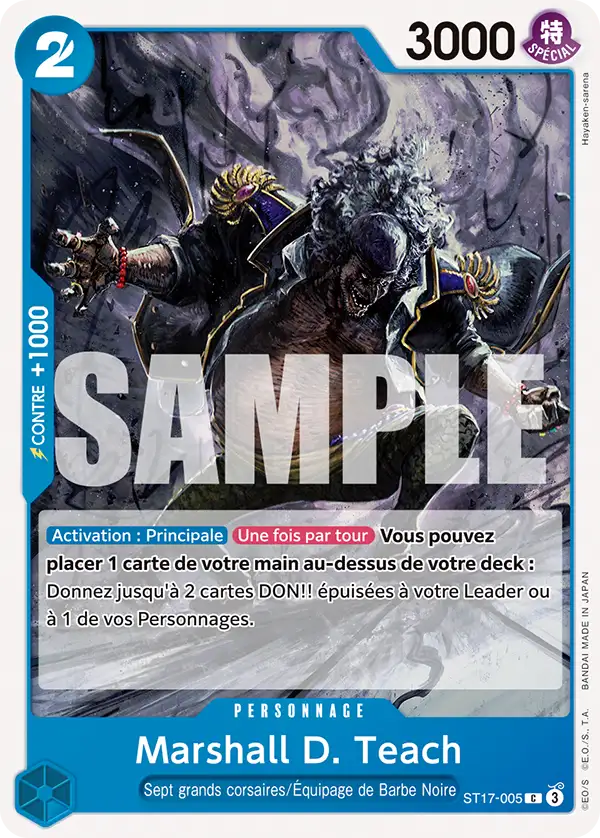 2
3000
特
SPÉCIAL
Hayaken-sarena
CONTRE +1000
SAMPLE
Activation : Principale Une fois par tour Vous pouvez
placer 1 carte de votre main au-dessus de votre deck :
Donnez jusqu'à 2 cartes DON!! épuisées à votre Leader ou
à 1 de vos Personnages.
PERSONNAGE
Marshall D. Teach
Sept grands corsaires/Équipage de Barbe Noire
ST17-005 C 3
©EO/S ©E.O./S., T.A. BANDAI MADE IN JAPAN